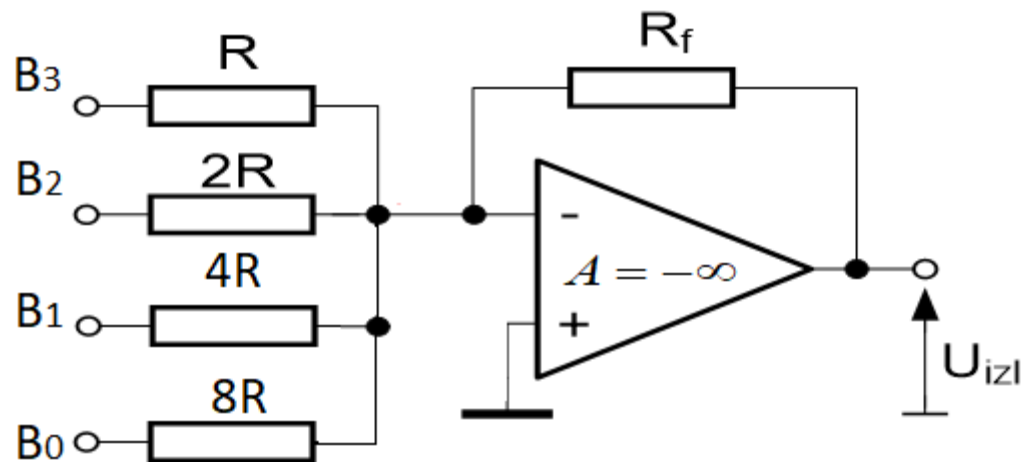 B3
R
Rf
B2
2R
-
4R
A = −∞
B1
+
8R
Uizl
B0